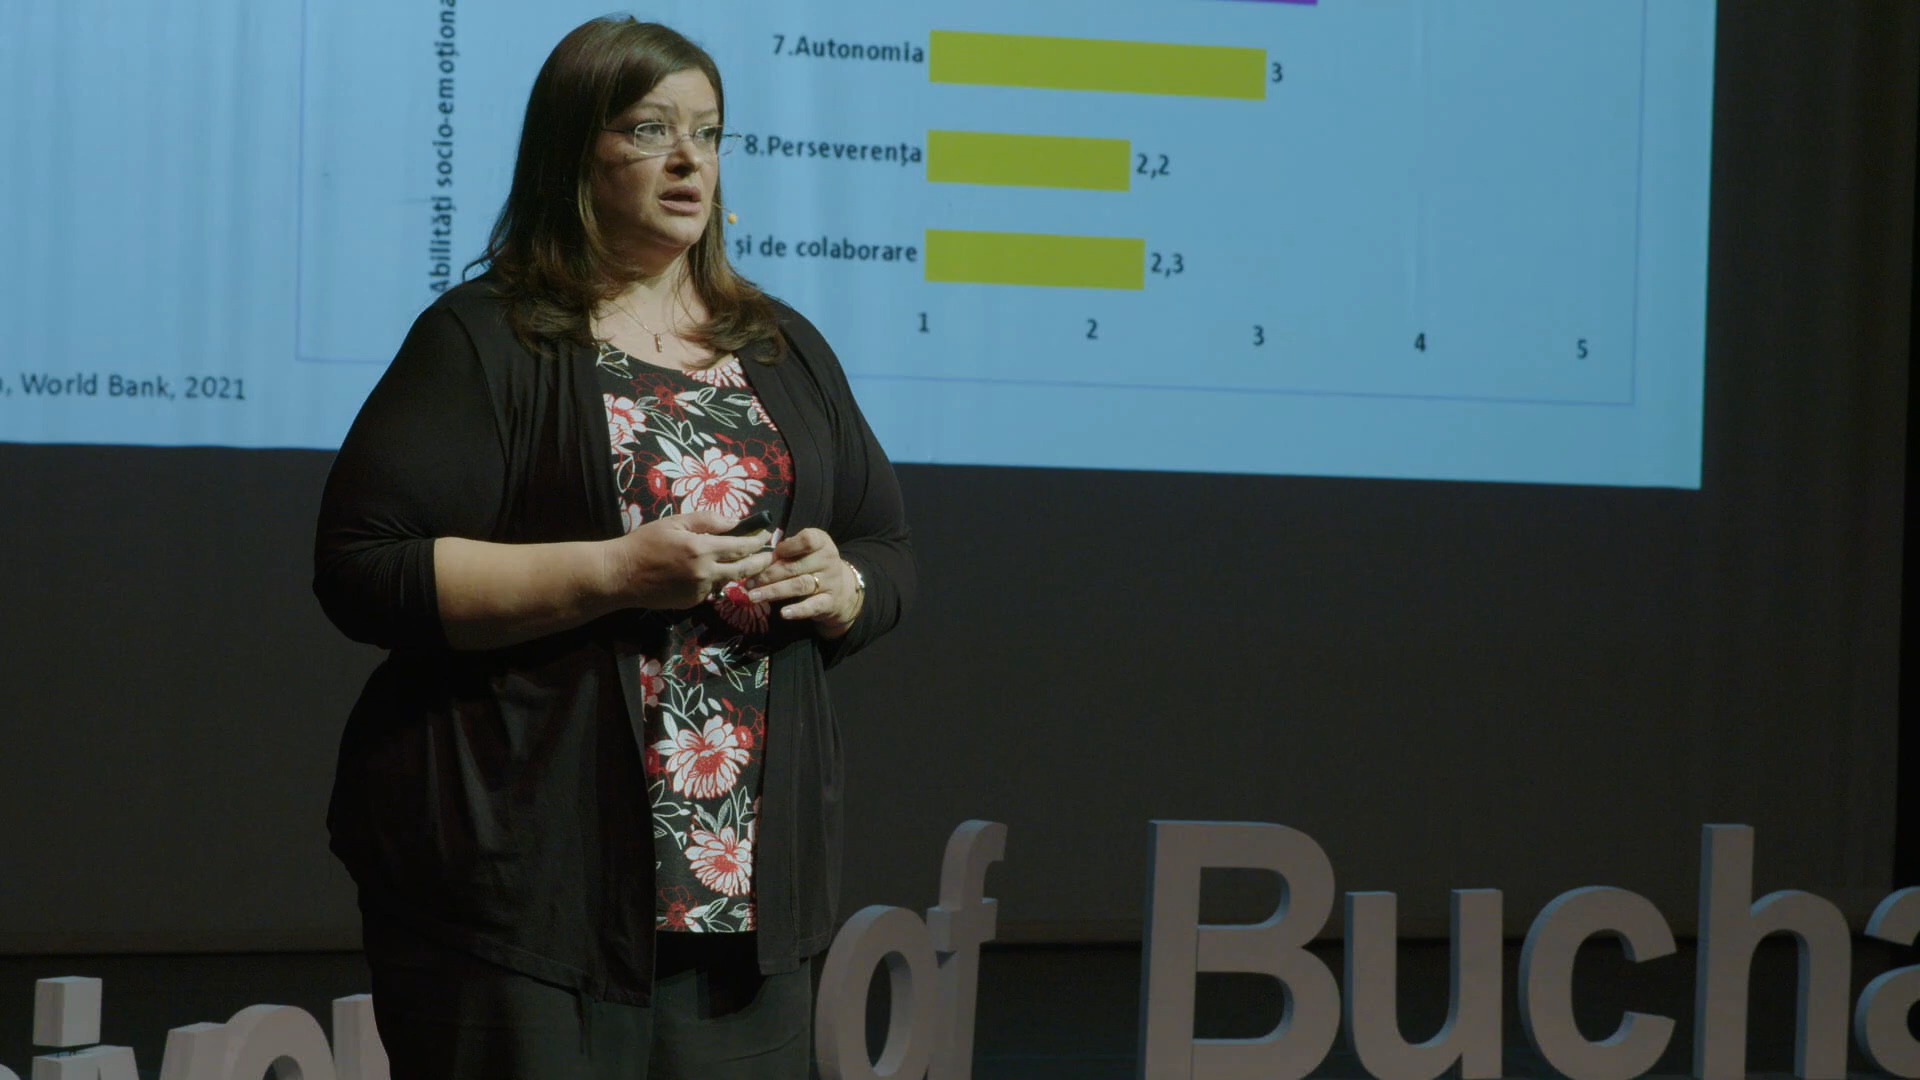 Abilități socio-emoțional
7.Autonomia 3
8.Perseverența 2,2
și de colaborare 2,3
1 2 3 4 5
, World Bank, 2021
of Bucha